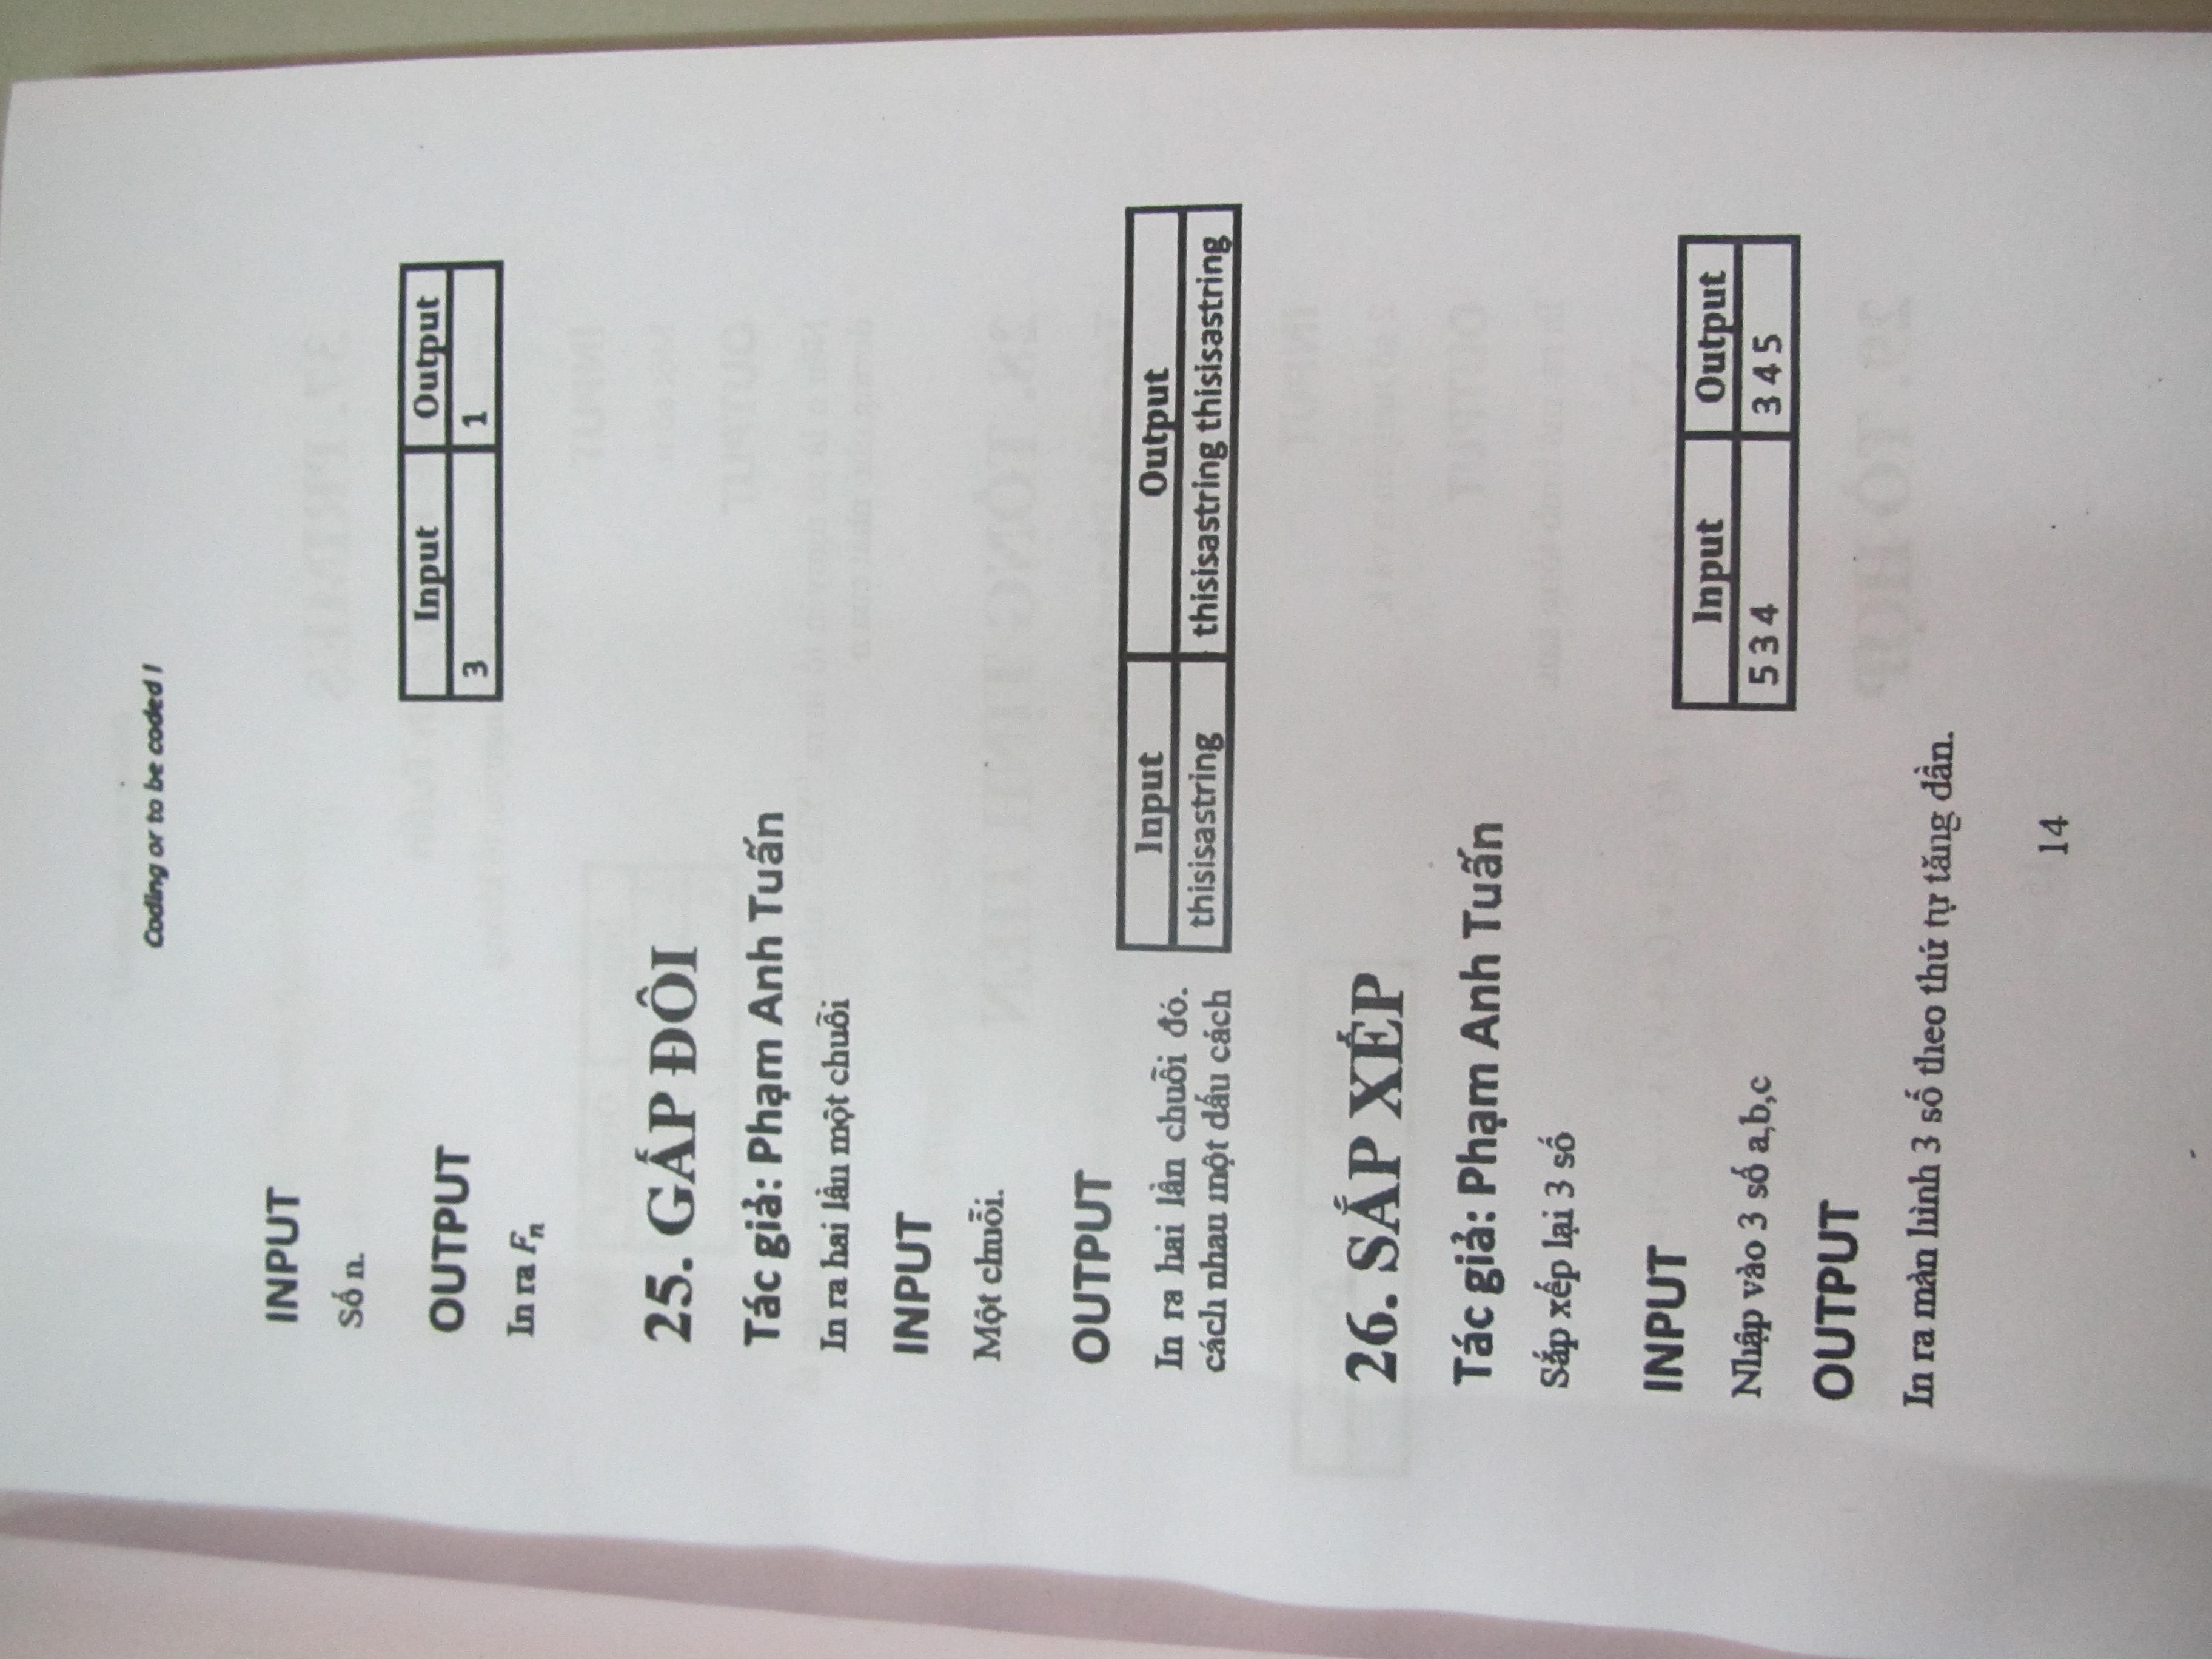 Coding or to be coded !
INPUT
Số n.
OUTPUT
In ra Fn
Input Output
3 1
25. GẤP ĐÔI
Tác giả: Phạm Anh Tuấn
In ra hai lần một chuỗi
INPUT
Một chuỗi.
OUTPUT
In ra hai lần chuỗi đó.
cách nhau một dấu cách
Input Output
thisisastring thisisastring thisisastring
26. SẮP XẾP
Tác giả: Phạm Anh Tuấn
Sắp xếp lại 3 số
INPUT
Nhập vào 3 số a,b,c
Input Output
5 3 4 3 4 5
OUTPUT
In ra màn hình 3 số theo thứ tự tăng dần.
14